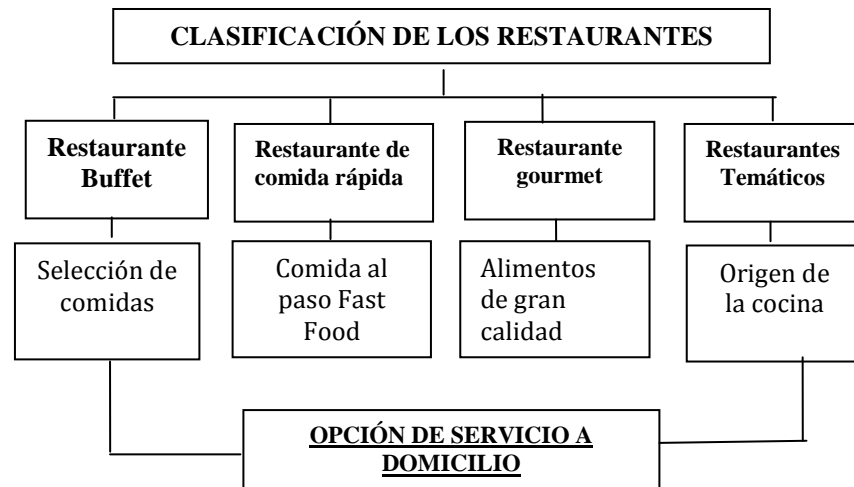 CLASIFICACIÓN DE LOS RESTAURANTES
Restaurante
Buffet
Restaurante de
comida rápida
Restaurante
gourmet
Restaurantes
Temáticos
Selección de
comidas
Comida al
paso Fast
Food
Alimentos
de gran
calidad
Origen de
la cocina
OPCIÓN DE SERVICIO A
DOMICILIO